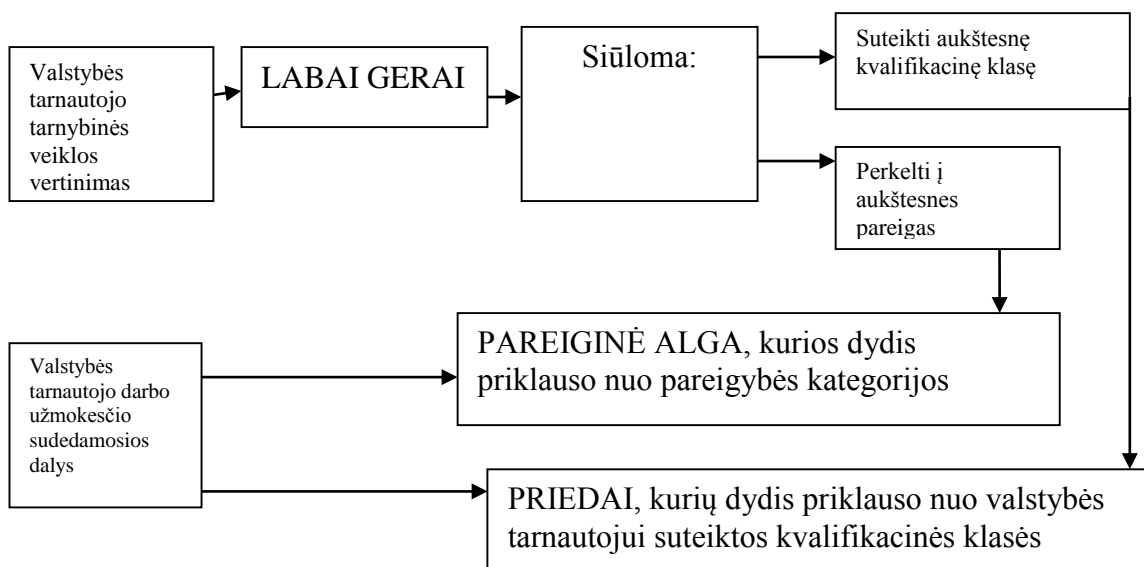 Valstybės
tarnautojo
tarnybinės
veiklos
vertinimas
LABAI GERAI
Siūloma:
Suteikti aukštesnę
kvalifikacinę klasę
Perkelti į
aukštesnes
pareigas
PAREIGINĖ ALGA, kurios dydis
priklauso nuo pareigybės kategorijos
Valstybės
tarnautojo darbo
užmokesčio
sudedamosios
dalys
PRIEDAI, kurių dydis priklauso nuo valstybės
tarnautojui suteiktos kvalifikacinės klasės